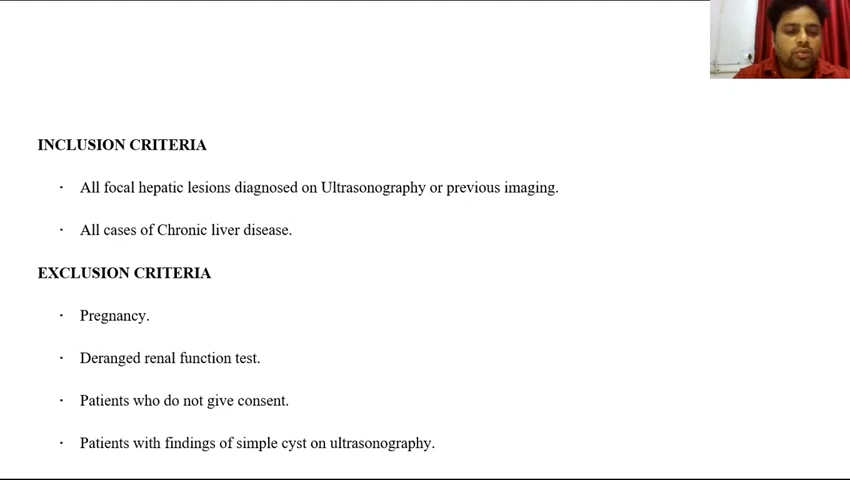 INCLUSION CRITERIA
· All focal hepatic lesions diagnosed on Ultrasonography or previous imaging.
· All cases of Chronic liver disease.
EXCLUSION CRITERIA
· Pregnancy.
· Deranged renal function test.
· Patients who do not give consent.
· Patients with findings of simple cyst on ultrasonography.